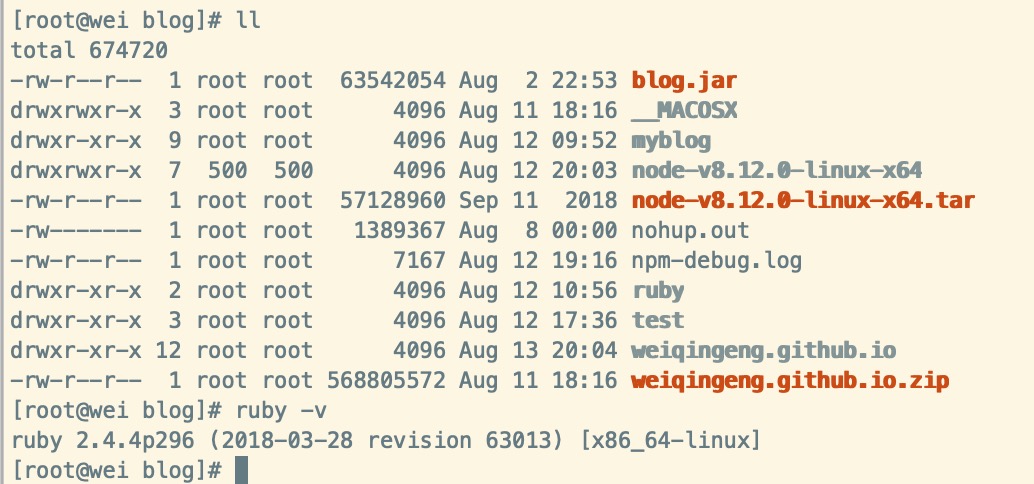 [root@wei blog]# ll
total 674720
-rw-r--r--  1 root root  63542054 Aug  2 22:53 blog.jar
drwxrwxr-x  3 root root      4096 Aug 11 18:16 __MACOSX
drwxr-xr-x  9 root root      4096 Aug 12 09:52 myblog
drwxrwxr-x  7  500  500      4096 Aug 12 20:03 node-v8.12.0-linux-x64
-rw-r--r--  1 root root  57128960 Sep 11  2018 node-v8.12.0-linux-x64.tar
-rw-------  1 root root   1389367 Aug  8 00:00 nohup.out
-rw-r--r--  1 root root      7167 Aug 12 19:16 npm-debug.log
drwxr-xr-x  2 root root      4096 Aug 12 10:56 ruby
drwxr-xr-x  3 root root      4096 Aug 12 17:36 test
drwxr-xr-x 12 root root      4096 Aug 13 20:04 weiqingeng.github.io
-rw-r--r--  1 root root 568805572 Aug 11 18:16 weiqingeng.github.io.zip
[root@wei blog]# ruby -v
ruby 2.4.4p296 (2018-03-28 revision 63013) [x86_64-linux]
[root@wei blog]#